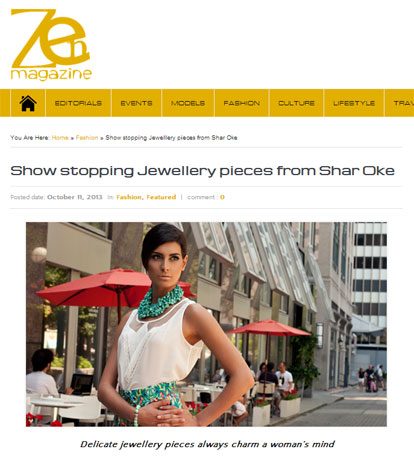 Zen
magazine
EDITORIALS EVENTS MODELS FASHION CULTURE LIFESTYLE TRAV
You Are Here: Home » Fashion » Show stopping Jewellery pieces from Shar Oke
Show stopping Jewellery pieces from Shar Oke
Posted date: October 11, 2013 In: Fashion, Featured | comment : 0
Delicate jewellery pieces always charm a woman's mind